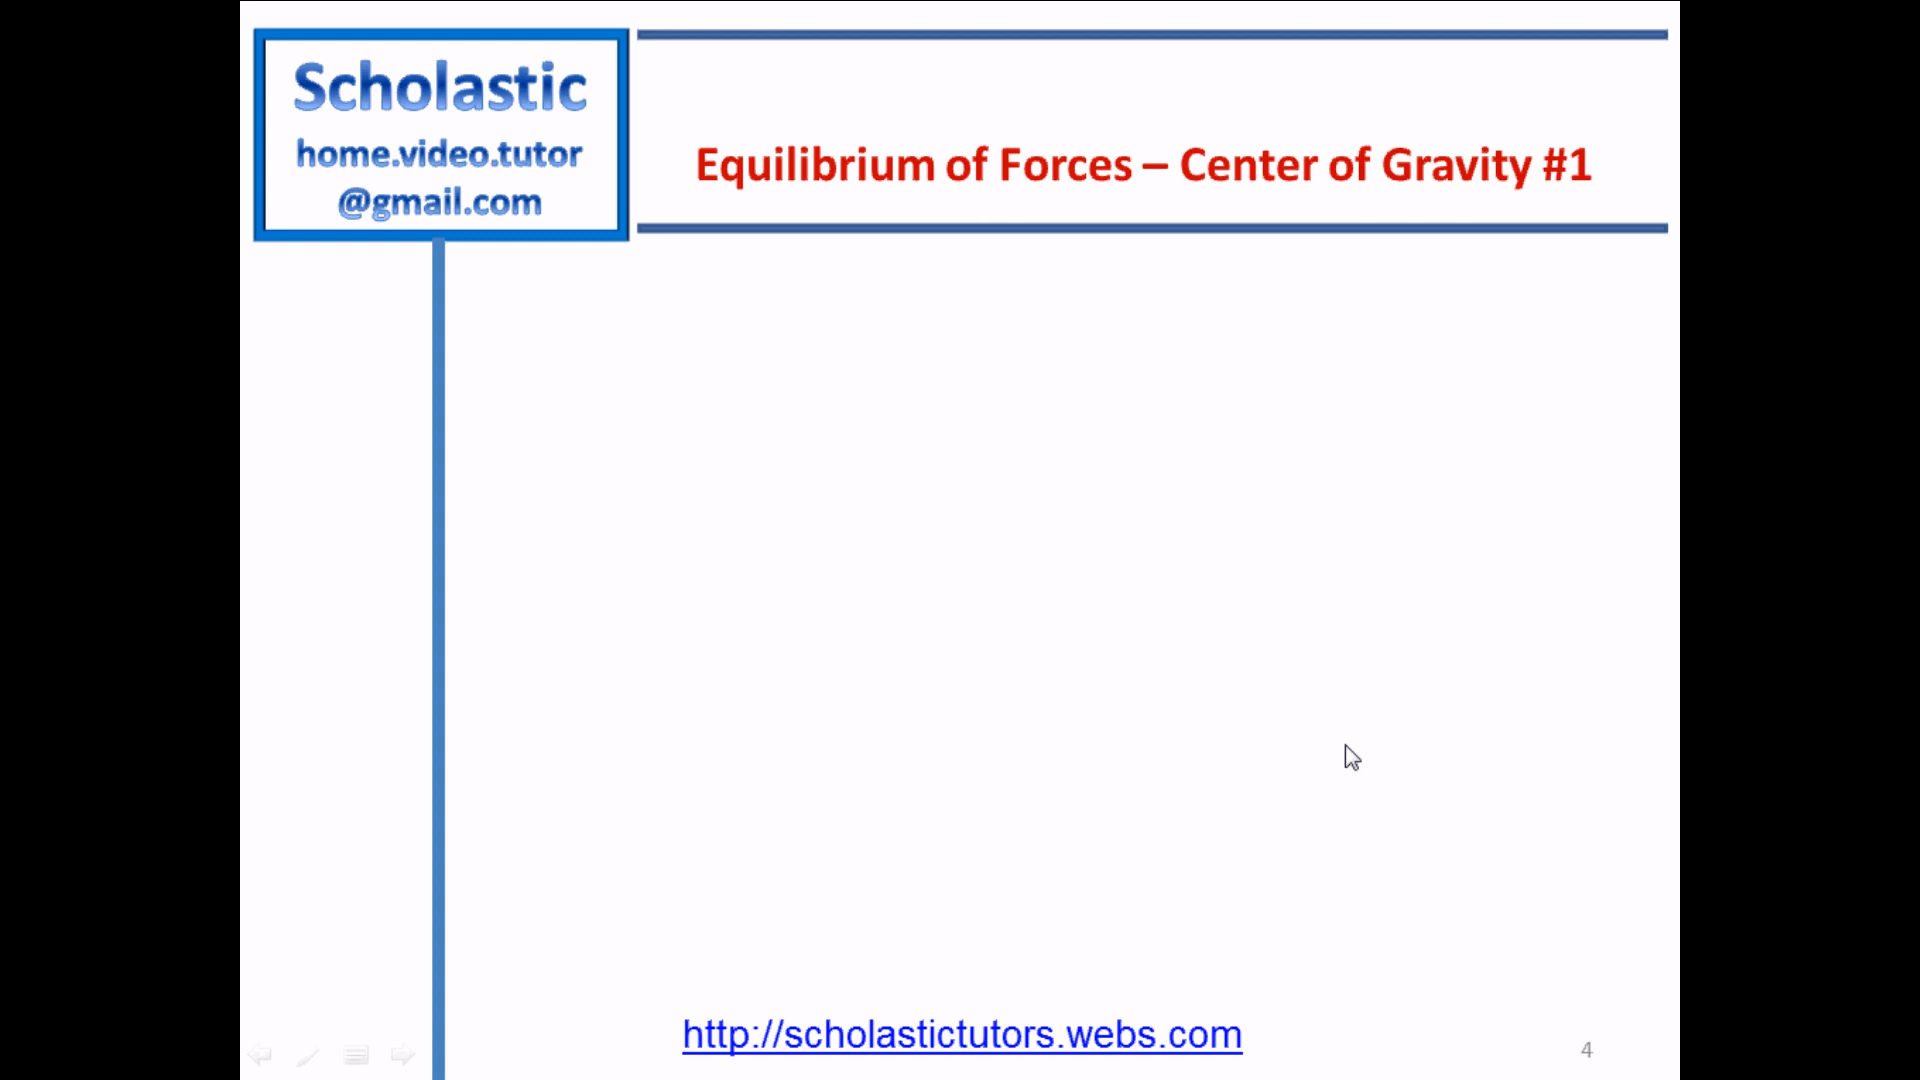 Scholastic
home.video.tutor
@gmail.com
Equilibrium of Forces – Center of Gravity #1
http://scholastictutors.webs.com
4